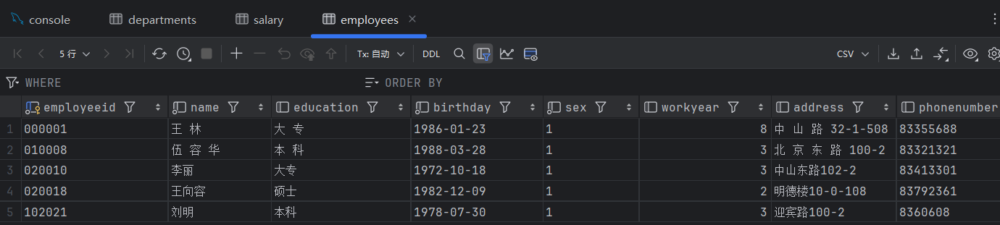 console departments salary employees
5 行 Tx: 自动 DDL CSV
WHERE ORDER BY
employeeid name education birthday sex workyear address phonenumber
1 000001 王 林 大 专 1986-01-23 1 8 中 山 路 32-1-508 83355688
2 010008 伍 容 华 本 科 1988-03-28 1 3 北 京 东 路 100-2 83321321
3 020010 李丽 大专 1972-10-18 1 3 中山东路102-2 83413301
4 020018 王向容 硕士 1982-12-09 1 2 明德楼10-0-108 83792361
5 102021 刘明 本科 1978-07-30 1 3 迎宾路100-2 8360608